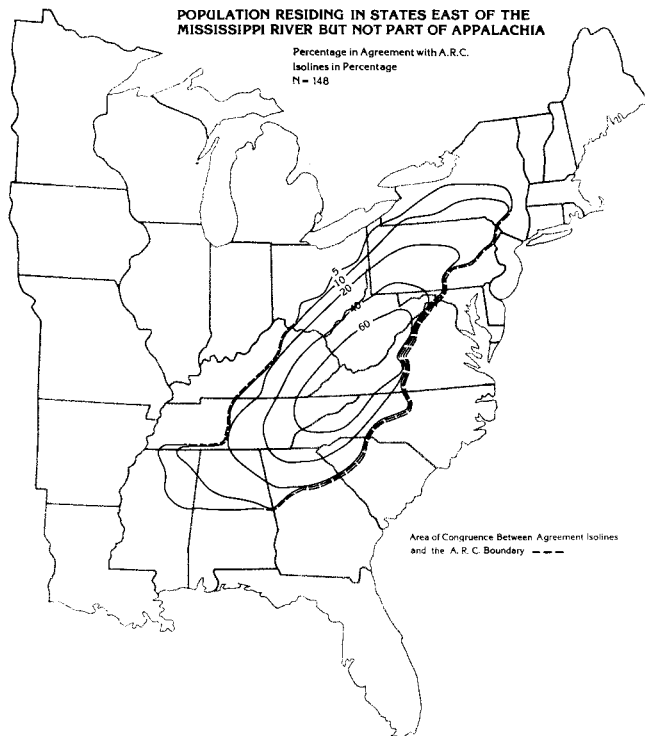 POPULATION RESIDING IN STATES EAST OF THE
MISSISSIPPI RIVER BUT NOT PART OF APPALACHIA
Percentage in Agreement with A.R.C.
Isolines in Percentage
N = 148
5
10
20
40
60
Area of Congruence Between Agreement Isolines
and the A. R. C. Boundary